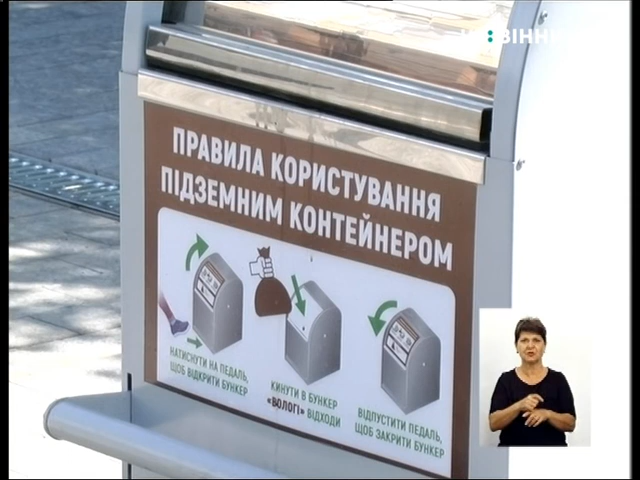 ВІННИ
ПРАВИЛА КОРИСТУВАННЯ
ПІДЗЕМНИМ КОНТЕЙНЕРОМ
НАТИСНУТИ НА ПЕДАЛЬ,
ЩОБ ВІДКРИТИ БУНКЕР
КИНУТИ В БУНКЕР
«ВОЛОГІ» ВІДХОДИ
ВІДПУСТИТИ ПЕДАЛЬ,
ЩОБ ЗАКРИТИ БУНКЕР